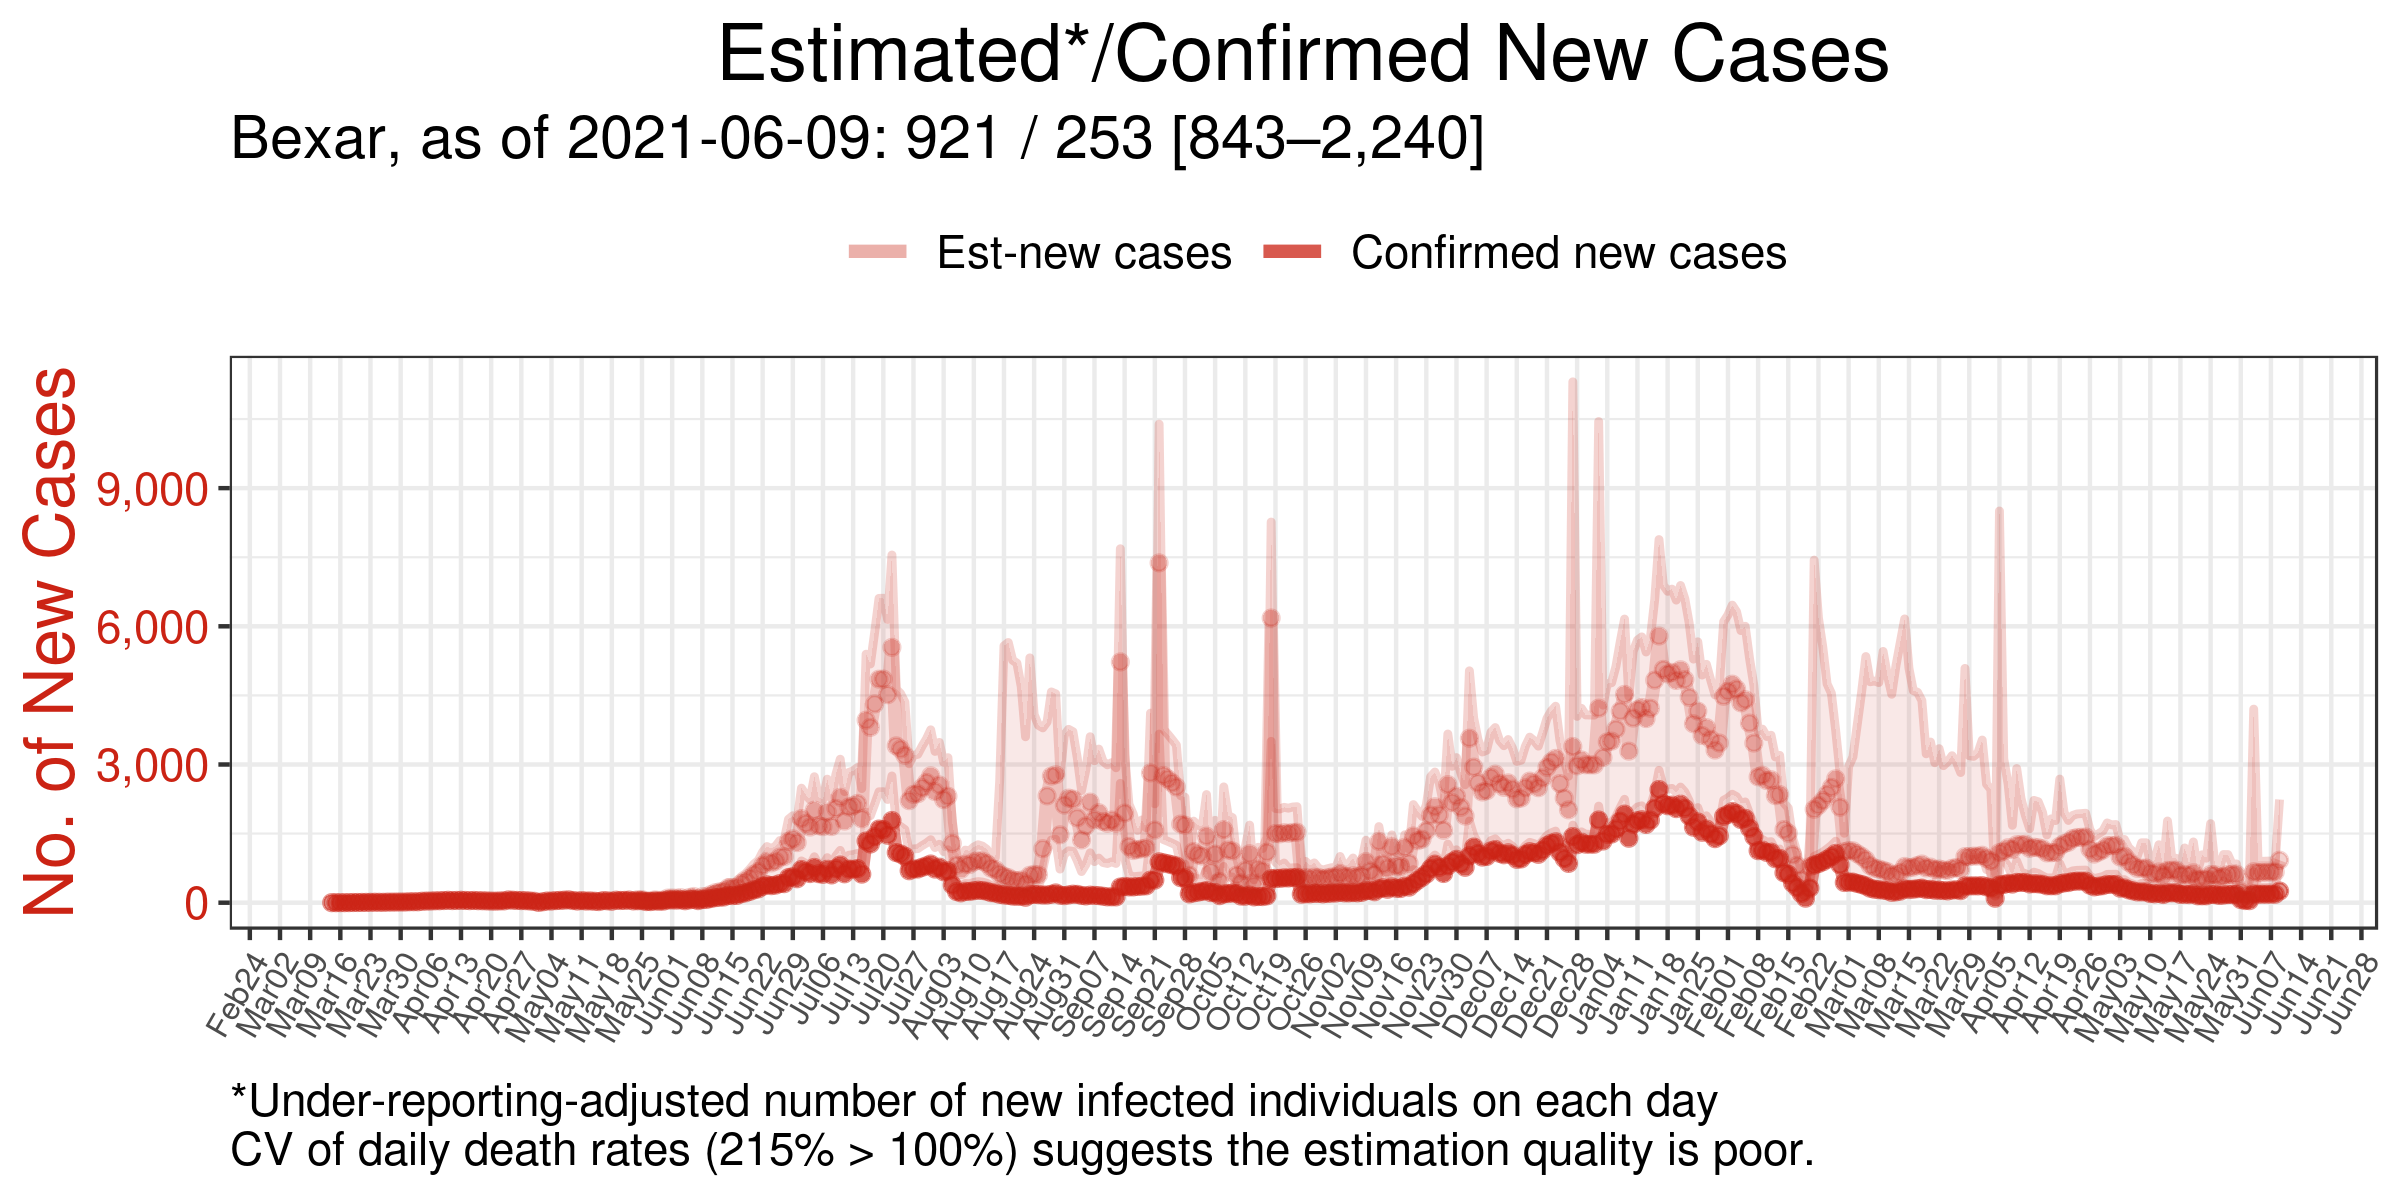 Estimated*/Confirmed New Cases
Bexar, as of 2021-06-09: 921 / 253 [843–2,240]
Est-new cases
Confirmed new cases
No. of New Cases
9,000
6,000
3,000
0
Feb24
Mar02
Mar09
Mar16
Mar23
Mar30
Apr06
Apr13
Apr20
Apr27
May04
May11
May18
May25
Jun01
Jun08
Jun15
Jun22
Jun29
Jul06
Jul13
Jul20
Jul27
Aug03
Aug10
Aug17
Aug24
Aug31
Sep07
Sep14
Sep21
Sep28
Oct05
Oct12
Oct19
Oct26
Nov02
Nov09
Nov16
Nov23
Nov30
Dec07
Dec14
Dec21
Dec28
Jan04
Jan11
Jan18
Jan25
Feb01
Feb08
Feb15
Feb22
Mar01
Mar08
Mar15
Mar22
Mar29
Apr05
Apr12
Apr19
Apr26
May03
May10
May17
May24
May31
Jun07
Jun14
Jun21
Jun28
*Under-reporting-adjusted number of new infected individuals on each day
CV of daily death rates (215% > 100%) suggests the estimation quality is poor.